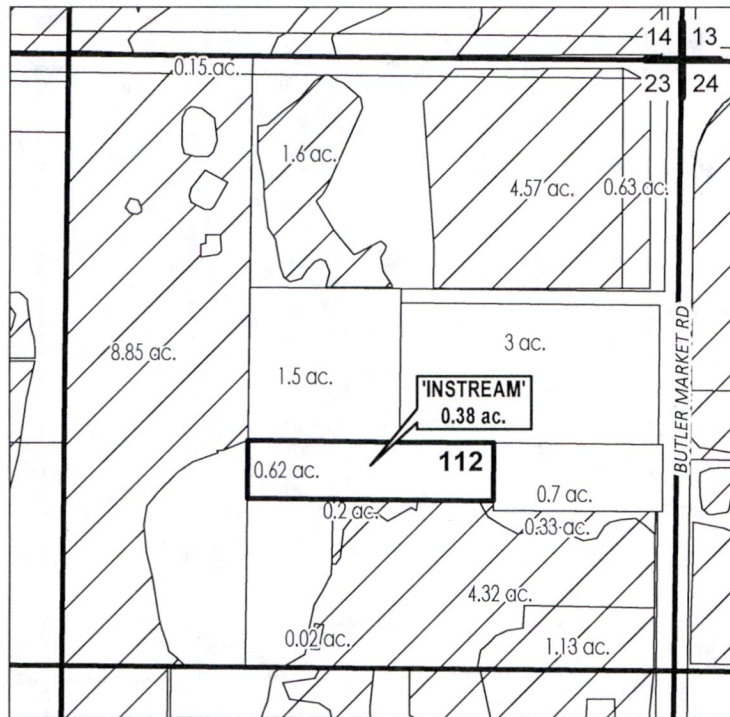 14 13
0.15 ac.
23 24
1.6 ac.
4.57 ac.
0.63 ac.
8.85 ac.
1.5 ac.
3 ac.
BUTLER MARKET RD
'INSTREAM'
0.38 ac.
0.62 ac.
112
0.7 ac.
0.2 ac.
0.33 ac.
4.32 ac.
0.02 ac.
1.13 ac.